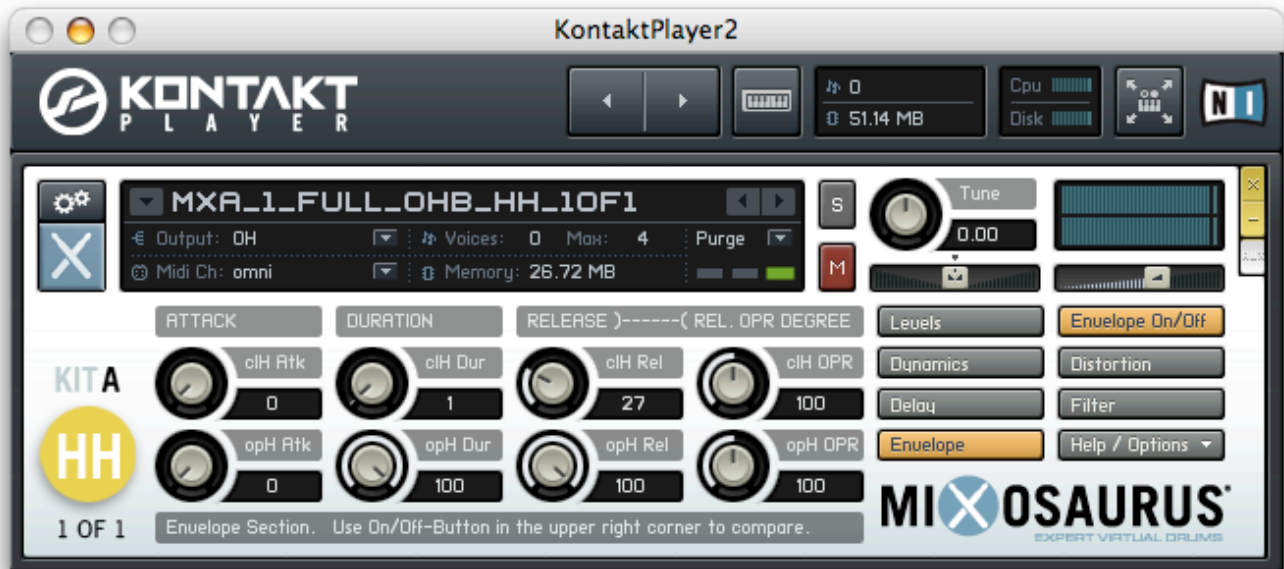 KontaktPlayer2
KONTAKT
PLAYER
0
51.14 MB
Cpu
Disk
NI
MXA_1_FULL_OHB_HH_1OF1
Output: OH
Voices: 0 Max: 4
Purge
Midi Ch: omni
Memory: 26.72 MB
S
M
Tune
0.00
ATTACK
DURATION
RELEASE )------( REL. OPR DEGREE
Levels
Envelope On/Off
KIT A
HH
1 OF 1
clH Atk
0
clH Dur
1
clH Rel
27
clH OPR
100
Dynamics
Distortion
Delay
Filter
opH Atk
0
opH Dur
100
opH Rel
100
opH OPR
100
Envelope
Help / Options
Envelope Section. Use On/Off-Button in the upper right corner to compare.
MIXOSAURUS
EXPERT VIRTUAL DRUMS